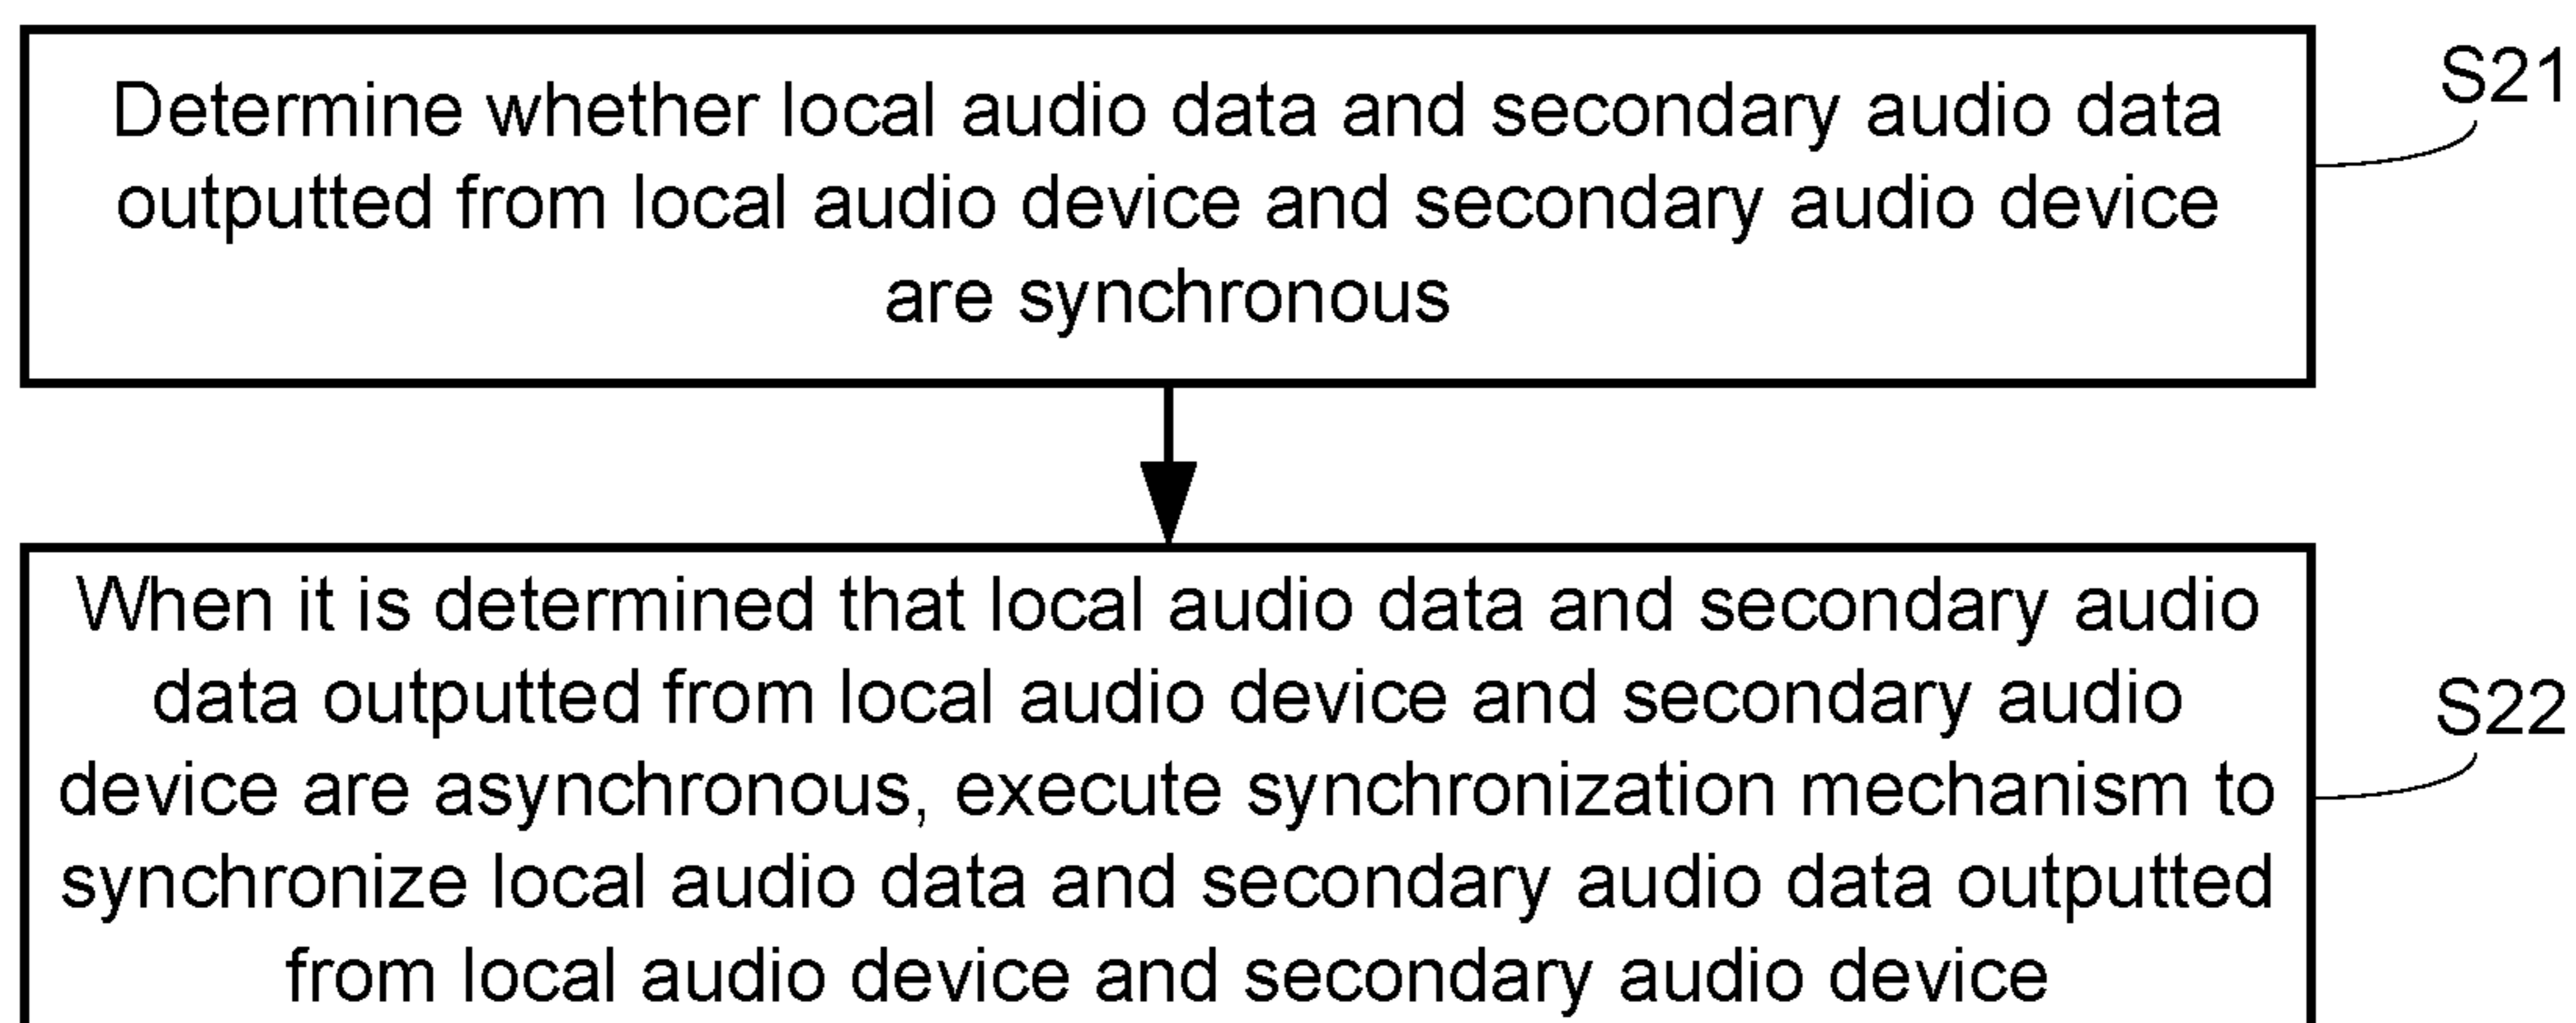 Determine whether local audio data and secondary audio data
outputted from local audio device and secondary audio device
are synchronous
S21
When it is determined that local audio data and secondary audio
data outputted from local audio device and secondary audio
device are asynchronous, execute synchronization mechanism to
synchronize local audio data and secondary audio data outputted
from local audio device and secondary audio device
S22